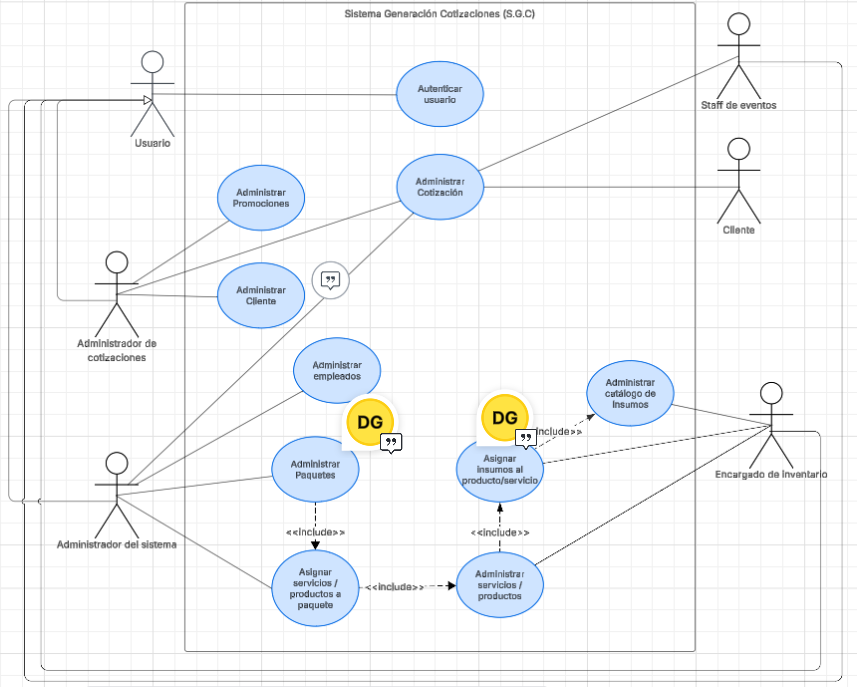 Sistema Generación Cotizaciones (S.G.C)
Staff de eventos
Autenticar
usuario
Usuario
Administrar
Promociones
Administrar
Cotización
Cliente
Administrar
Cliente
Administrador de
cotizaciones
Administrar
empleados
Administrar
catálogo de
Insumos
DG
DG
include>>
Administrar
Paquetes
Asignar
insumos al
producto/servicio
Encargado de inventario
<<include>>
<<include>>
Administrador del sistema
Asignar
servicios /
productos a
paquete
<<include>>
Administrar
servicios /
productos